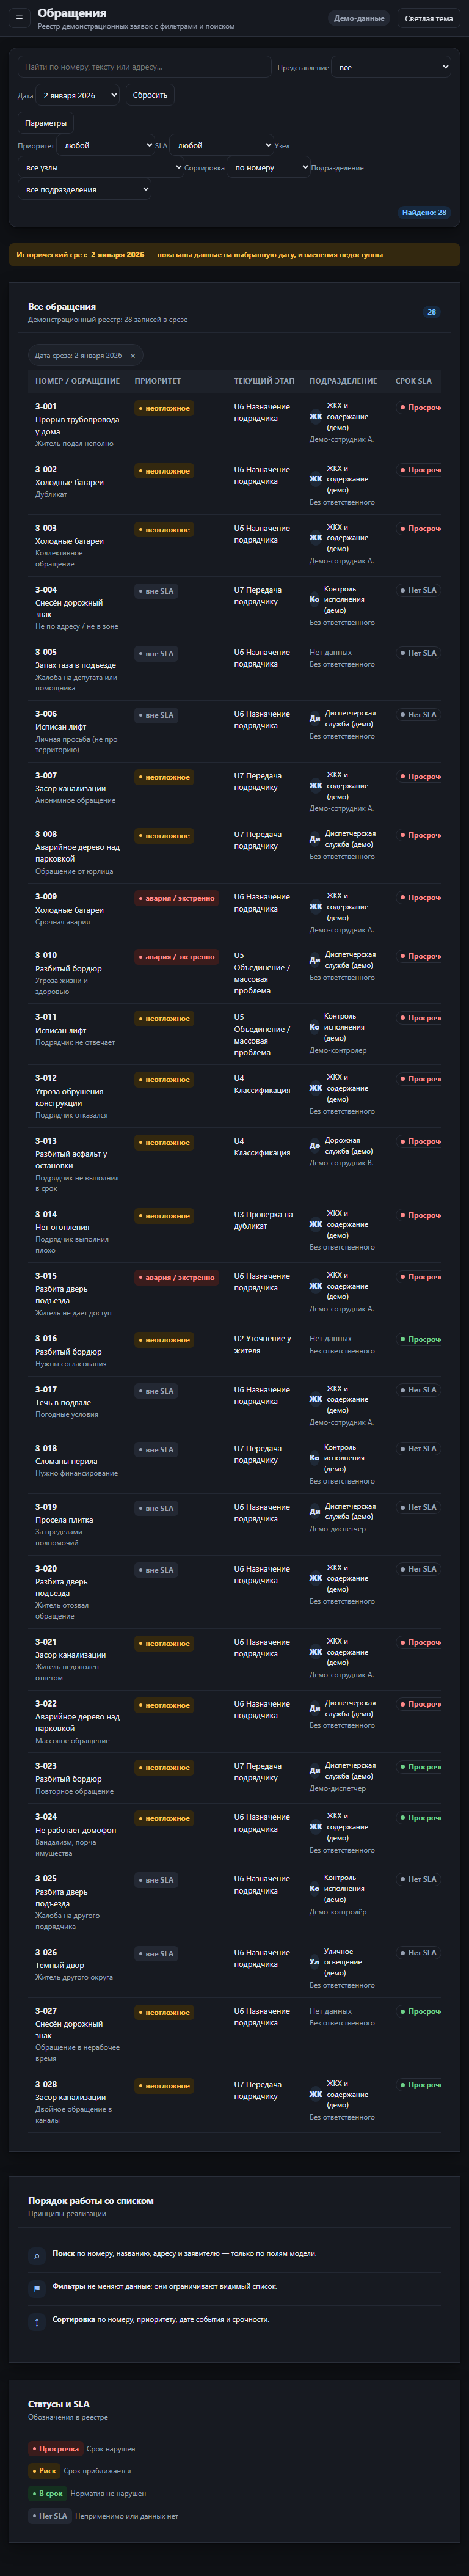 ☰ Обращения
Реестр демонстрационных заявок с фильтрами и поиском
Демо-данные
Светлая тема
Найти по номеру, тексту или адресу…
Представление все
Дата 2 января 2026 Сбросить
Параметры
Приоритет любой SLA любой Узел
все узлы Сортировка по номеру Подразделение
все подразделения
Найдено: 28
Исторический срез: 2 января 2026 — показаны данные на выбранную дату, изменения недоступны
Все обращения
Демонстрационный реестр: 28 записей в срезе
28
Дата среза: 2 января 2026 ×
НОМЕР / ОБРАЩЕНИЕ ПРИОРИТЕТ ТЕКУЩИЙ ЭТАП ПОДРАЗДЕЛЕНИЕ СРОК SLA
З-001
Прорыв трубопровода
у дома
Житель подал неполно
неотложное
U6 Назначение
подрядчика
ЖК
ЖКХ и
содержание
(демо)
Демо-сотрудник А.
Просроч
З-002
Холодные батареи
Дубликат
неотложное
U6 Назначение
подрядчика
ЖК
ЖКХ и
содержание
(демо)
Без ответственного
Просроч
З-003
Холодные батареи
Коллективное
обращение
неотложное
U6 Назначение
подрядчика
ЖК
ЖКХ и
содержание
(демо)
Демо-сотрудник А.
Просроч
З-004
Снесён дорожный
знак
Не по адресу / не в зоне
вне SLA
U7 Передача
подрядчику
Ко
Контроль
исполнения
(демо)
Без ответственного
Нет SLA
З-005
Запах газа в подъезде
Жалоба на депутата или
помощника
вне SLA
U6 Назначение
подрядчика
Нет данных
Без ответственного
Нет SLA
З-006
Исписан лифт
Личная просьба (не про
территорию)
вне SLA
U6 Назначение
подрядчика
Ди
Диспетчерская
служба (демо)
Без ответственного
Нет SLA
З-007
Засор канализации
Анонимное обращение
неотложное
U7 Передача
подрядчику
ЖК
ЖКХ и
содержание
(демо)
Демо-сотрудник А.
Просроч
З-008
Аварийное дерево над
парковкой
Обращение от юрлица
неотложное
U7 Передача
подрядчику
Ди
Диспетчерская
служба (демо)
Без ответственного
Просроч
З-009
Холодные батареи
Срочная авария
авария / экстренно
U6 Назначение
подрядчика
ЖК
ЖКХ и
содержание
(демо)
Демо-сотрудник А.
Просроч
З-010
Разбитый бордюр
Угроза жизни и
здоровью
авария / экстренно
U5
Объединение /
массовая
проблема
Ди
Диспетчерская
служба (демо)
Без ответственного
Просроч
З-011
Исписан лифт
Подрядчик не отвечает
неотложное
U5
Объединение /
массовая
проблема
Ко
Контроль
исполнения
(демо)
Демо-контролёр
Просроч
З-012
Угроза обрушения
конструкции
Подрядчик отказался
неотложное
U4
Классификация
ЖК
ЖКХ и
содержание
(демо)
Без ответственного
Просроч
З-013
Разбитый асфальт у
остановки
Подрядчик не выполнил
в срок
неотложное
U4
Классификация
До
Дорожная
служба (демо)
Демо-сотрудник В.
Просроч
З-014
Нет отопления
Подрядчик выполнил
плохо
неотложное
U3 Проверка на
дубликат
ЖК
ЖКХ и
содержание
(демо)
Без ответственного
Просроч
З-015
Разбита дверь
подъезда
Житель не даёт доступ
авария / экстренно
U6 Назначение
подрядчика
ЖК
ЖКХ и
содержание
(демо)
Демо-сотрудник А.
Просроч
З-016
Разбитый бордюр
Нужны согласования
неотложное
U2 Уточнение у
жителя
Нет данных
Без ответственного
Просроч
З-017
Течь в подвале
Погодные условия
вне SLA
U6 Назначение
подрядчика
ЖК
ЖКХ и
содержание
(демо)
Демо-сотрудник А.
Нет SLA
З-018
Сломаны перила
Нужно финансирование
вне SLA
U7 Передача
подрядчику
Ко
Контроль
исполнения
(демо)
Без ответственного
Нет SLA
З-019
Просела плитка
За пределами
полномочий
вне SLA
U6 Назначение
подрядчика
Ди
Диспетчерская
служба (демо)
Демо-диспетчер
Нет SLA
З-020
Разбита дверь
подъезда
Житель отозвал
обращение
вне SLA
U6 Назначение
подрядчика
ЖК
ЖКХ и
содержание
(демо)
Без ответственного
Нет SLA
З-021
Засор канализации
Житель недоволен
ответом
неотложное
U6 Назначение
подрядчика
ЖК
ЖКХ и
содержание
(демо)
Демо-сотрудник А.
Просроч
З-022
Аварийное дерево над
парковкой
Массовое обращение
неотложное
U6 Назначение
подрядчика
Ди
Диспетчерская
служба (демо)
Без ответственного
Просроч
З-023
Разбитый бордюр
Повторное обращение
неотложное
U7 Передача
подрядчику
Ди
Диспетчерская
служба (демо)
Демо-диспетчер
Просроч
З-024
Не работает домофон
Вандализм, порча
имущества
неотложное
U6 Назначение
подрядчика
ЖК
ЖКХ и
содержание
(демо)
Без ответственного
Просроч
З-025
Разбита дверь
подъезда
Жалоба на другого
подрядчика
вне SLA
U6 Назначение
подрядчика
Ко
Контроль
исполнения
(демо)
Демо-контролёр
Нет SLA
З-026
Тёмный двор
Житель другого округа
вне SLA
U6 Назначение
подрядчика
Ул
Уличное
освещение
(демо)
Без ответственного
Нет SLA
З-027
Снесён дорожный
знак
Обращение в нерабочее
время
неотложное
U6 Назначение
подрядчика
Нет данных
Без ответственного
Просроч
З-028
Засор канализации
Двойное обращение в
каналы
неотложное
U7 Передача
подрядчику
ЖК
ЖКХ и
содержание
(демо)
Без ответственного
Просроч
Порядок работы со списком
Принципы реализации
Поиск по номеру, названию, адресу и заявителю — только по полям модели.
Фильтры не меняют данные: они ограничивают видимый список.
Сортировка по номеру, приоритету, дате события и срочности.
Статусы и SLA
Обозначения в реестре
Просрочка Срок нарушен
Риск Срок приближается
В срок Норматив не нарушен
Нет SLA Неприменимо или данных нет